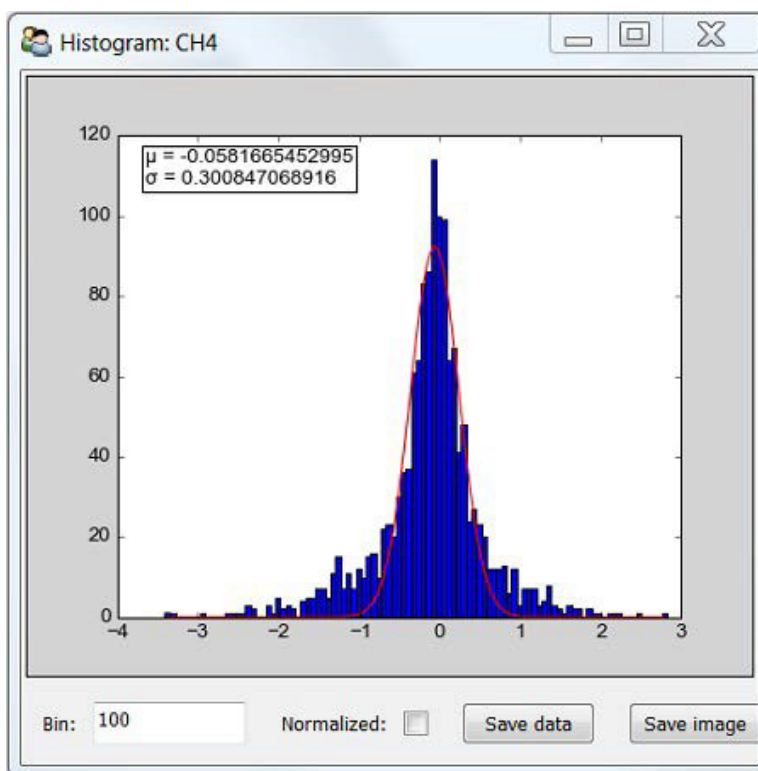 Histogram: CH4
120
μ = -0.0581665452995
σ = 0.300847068916
100
80
60
40
20
0
−4 −3 −2 −1 0 1 2 3
Bin: 100 Normalized: Save data Save image